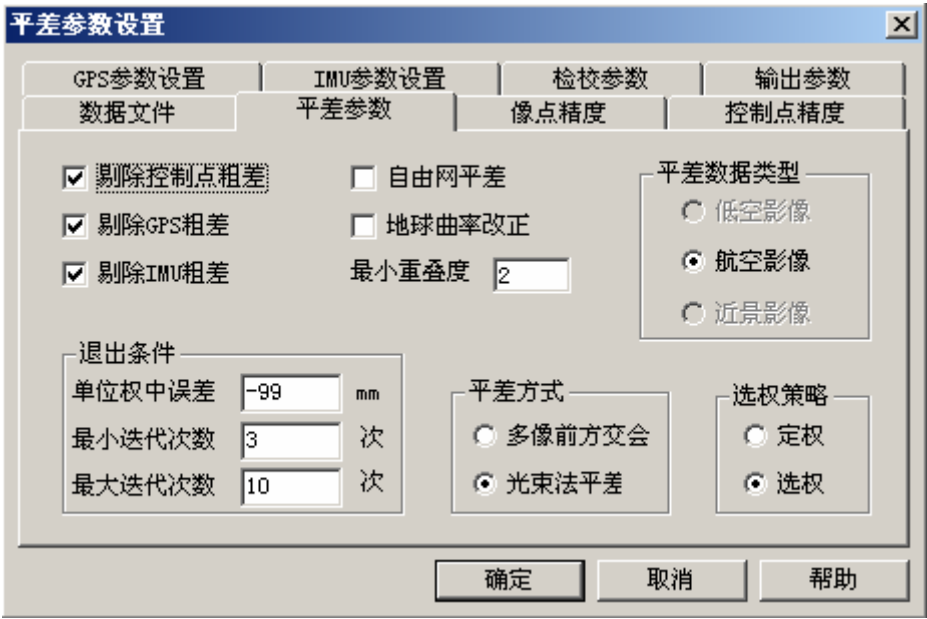 平差参数设置
GPS参数设置 IMU参数设置 检校参数 输出参数
数据文件 平差参数 像点精度 控制点精度
剔除控制点粗差 自由网平差 平差数据类型
低空影像
剔除GPS粗差 地球曲率改正
航空影像
剔除IMU粗差 最小重叠度 2
近景影像
退出条件
单位权中误差 -99 mm 平差方式 选权策略
最小迭代次数 3 次 多像前方交会 定权
最大迭代次数 10 次 光束法平差 选权
确定 取消 帮助